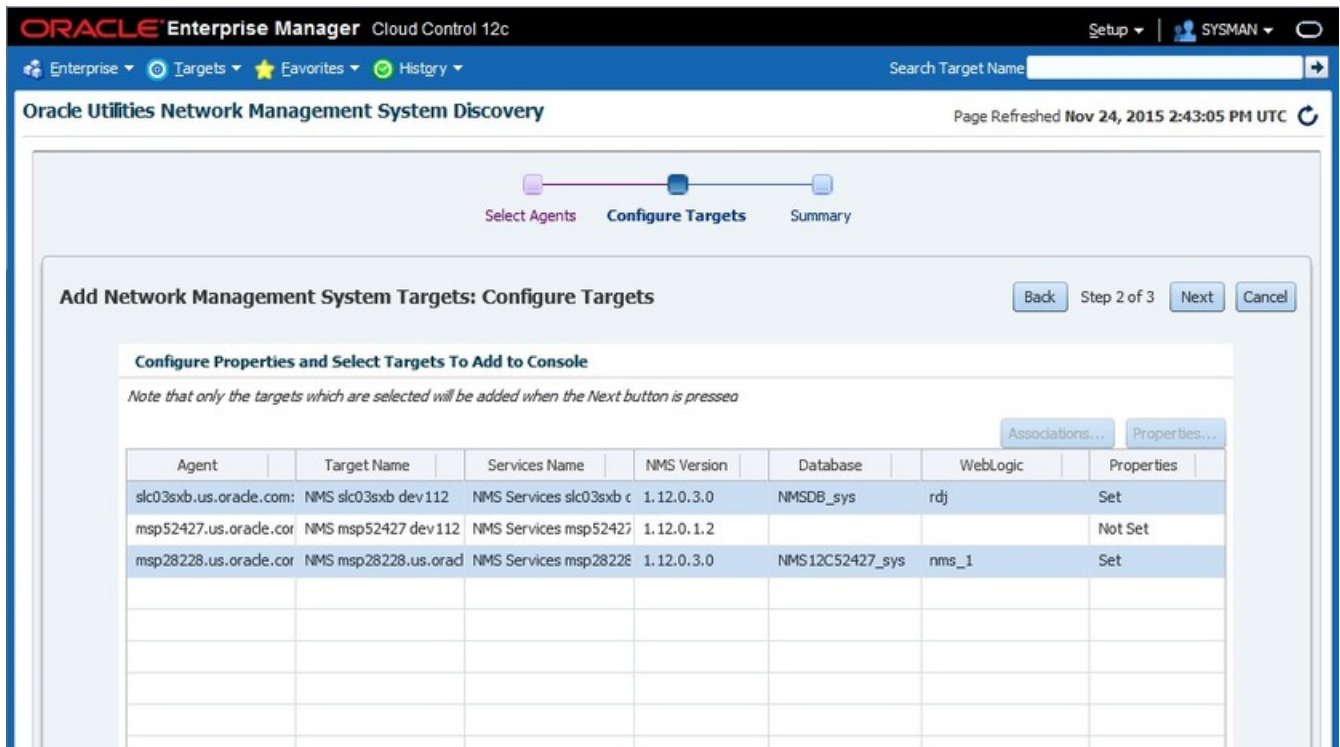 ORACLE Enterprise Manager Cloud Control 12c Setup SYSMAN
Enterprise Targets Favorites History Search Target Name
Oracle Utilities Network Management System Discovery Page Refreshed Nov 24, 2015 2:43:05 PM UTC
Select Agents Configure Targets Summary
Add Network Management System Targets: Configure Targets Back Step 2 of 3 Next Cancel
Configure Properties and Select Targets To Add to Console
Note that only the targets which are selected will be added when the Next button is pressed
Associations... Properties...
Agent Target Name Services Name NMS Version Database WebLogic Properties
slc03sxb.us.oracle.com: NMS slc03sxb dev112 NMS Services slc03sxb c 1.12.0.3.0 NMSDB_sys rdj Set
msp52427.us.oracle.cor NMS msp52427 dev112 NMS Services msp52427 1.12.0.1.2 Not Set
msp28228.us.oracle.cor NMS msp28228.us.oracl NMS Services msp28228 1.12.0.3.0 NMS12C52427_sys nms_1 Set